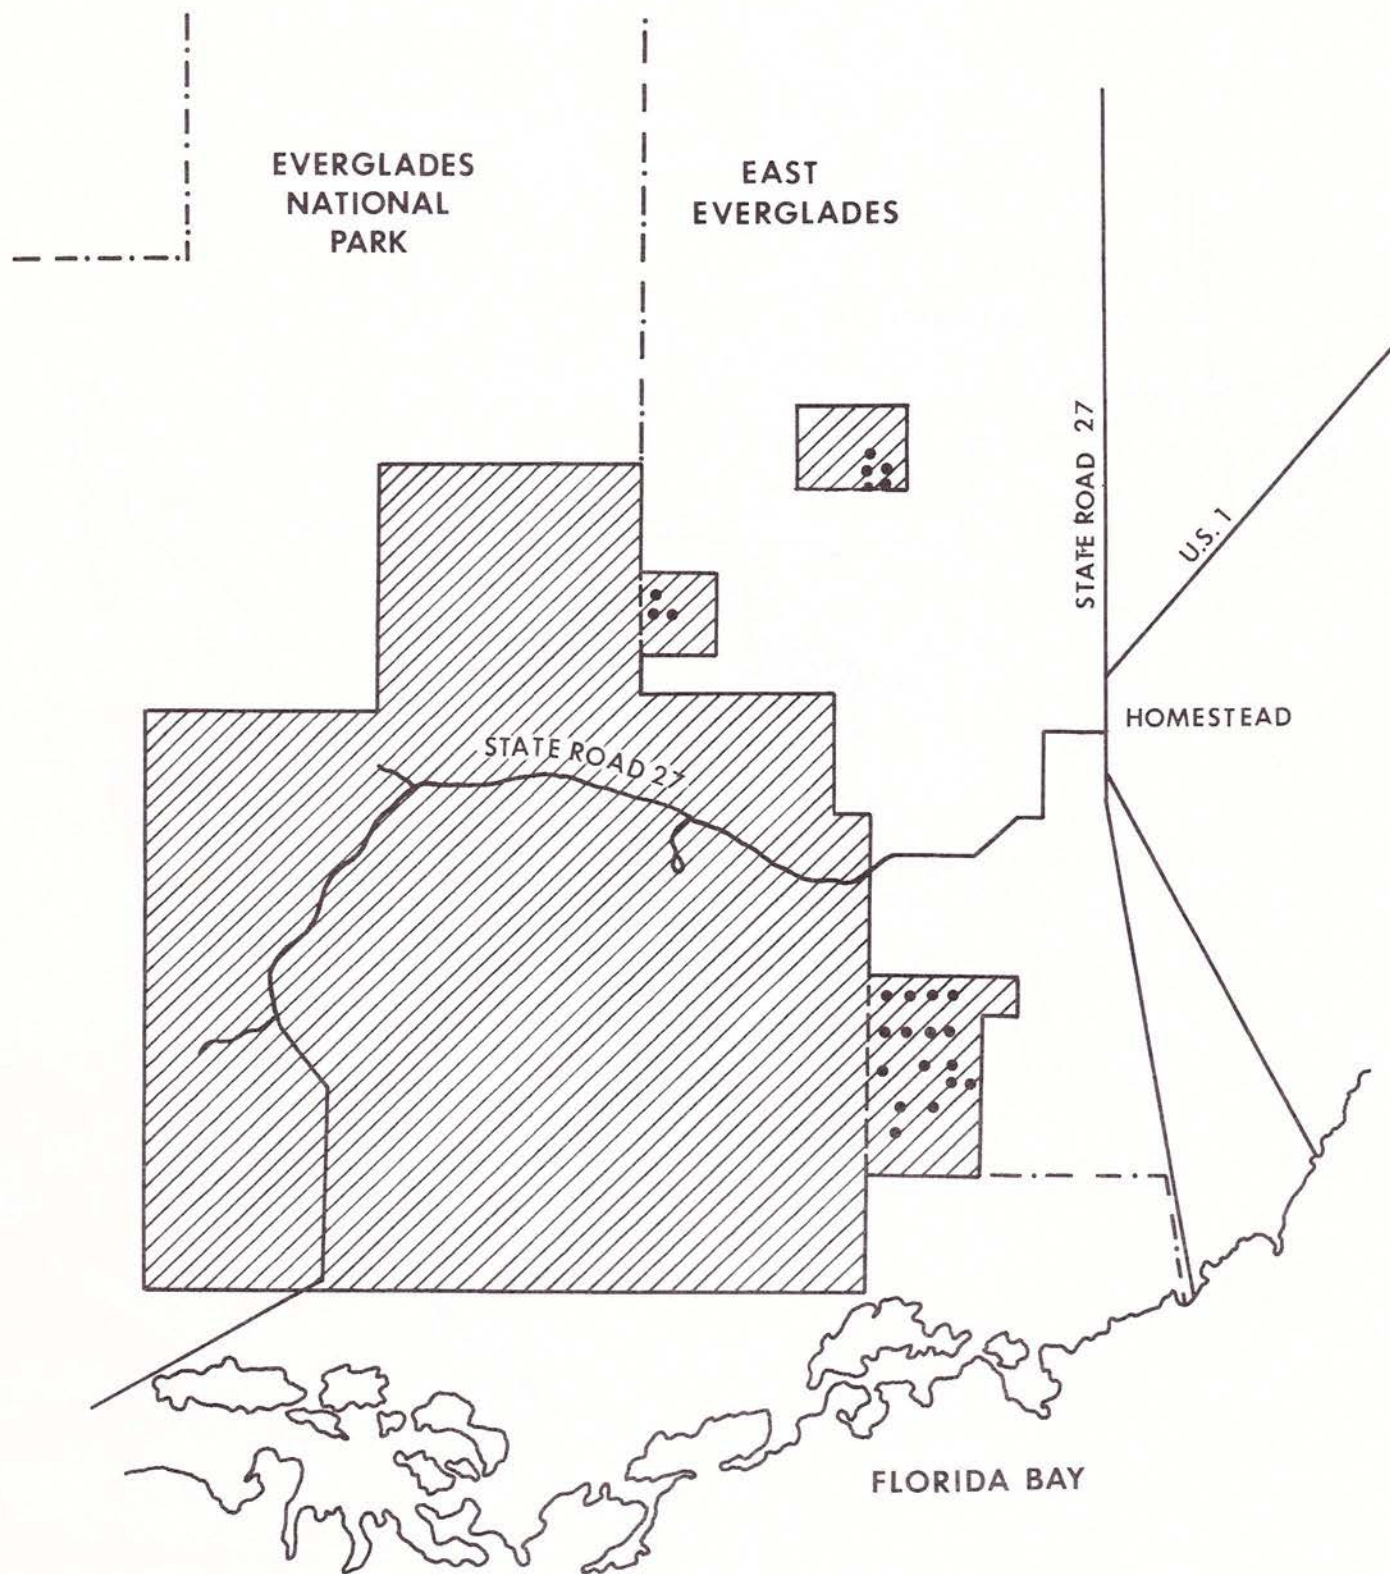 EVERGLADES
NATIONAL
PARK
EAST
EVERGLADES
STATE ROAD 27
U.S. 1
HOMESTEAD
STATE ROAD 27
FLORIDA BAY